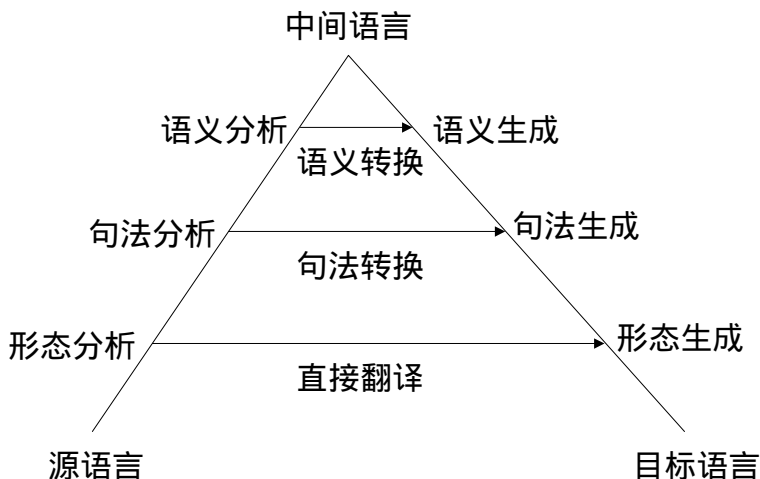 中间语言
语义分析
语义生成
语义转换
句法分析
句法生成
句法转换
形态分析
形态生成
直接翻译
源语言
目标语言